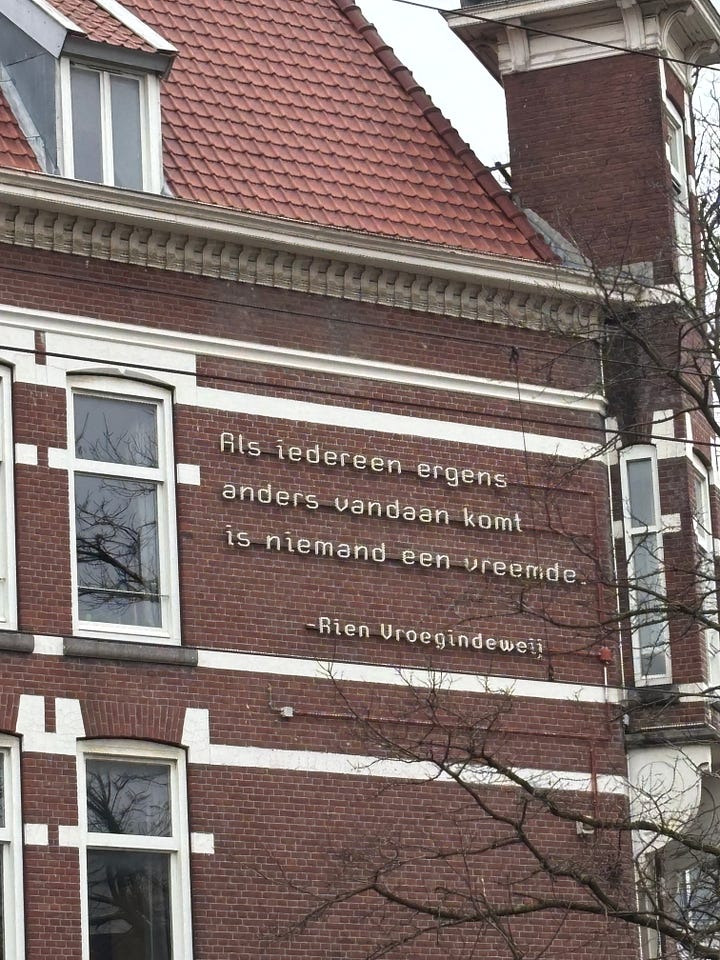 Als iedereen ergens
anders vandaan komt
is niemand een vreemde.
-Rien Vroegindeweij